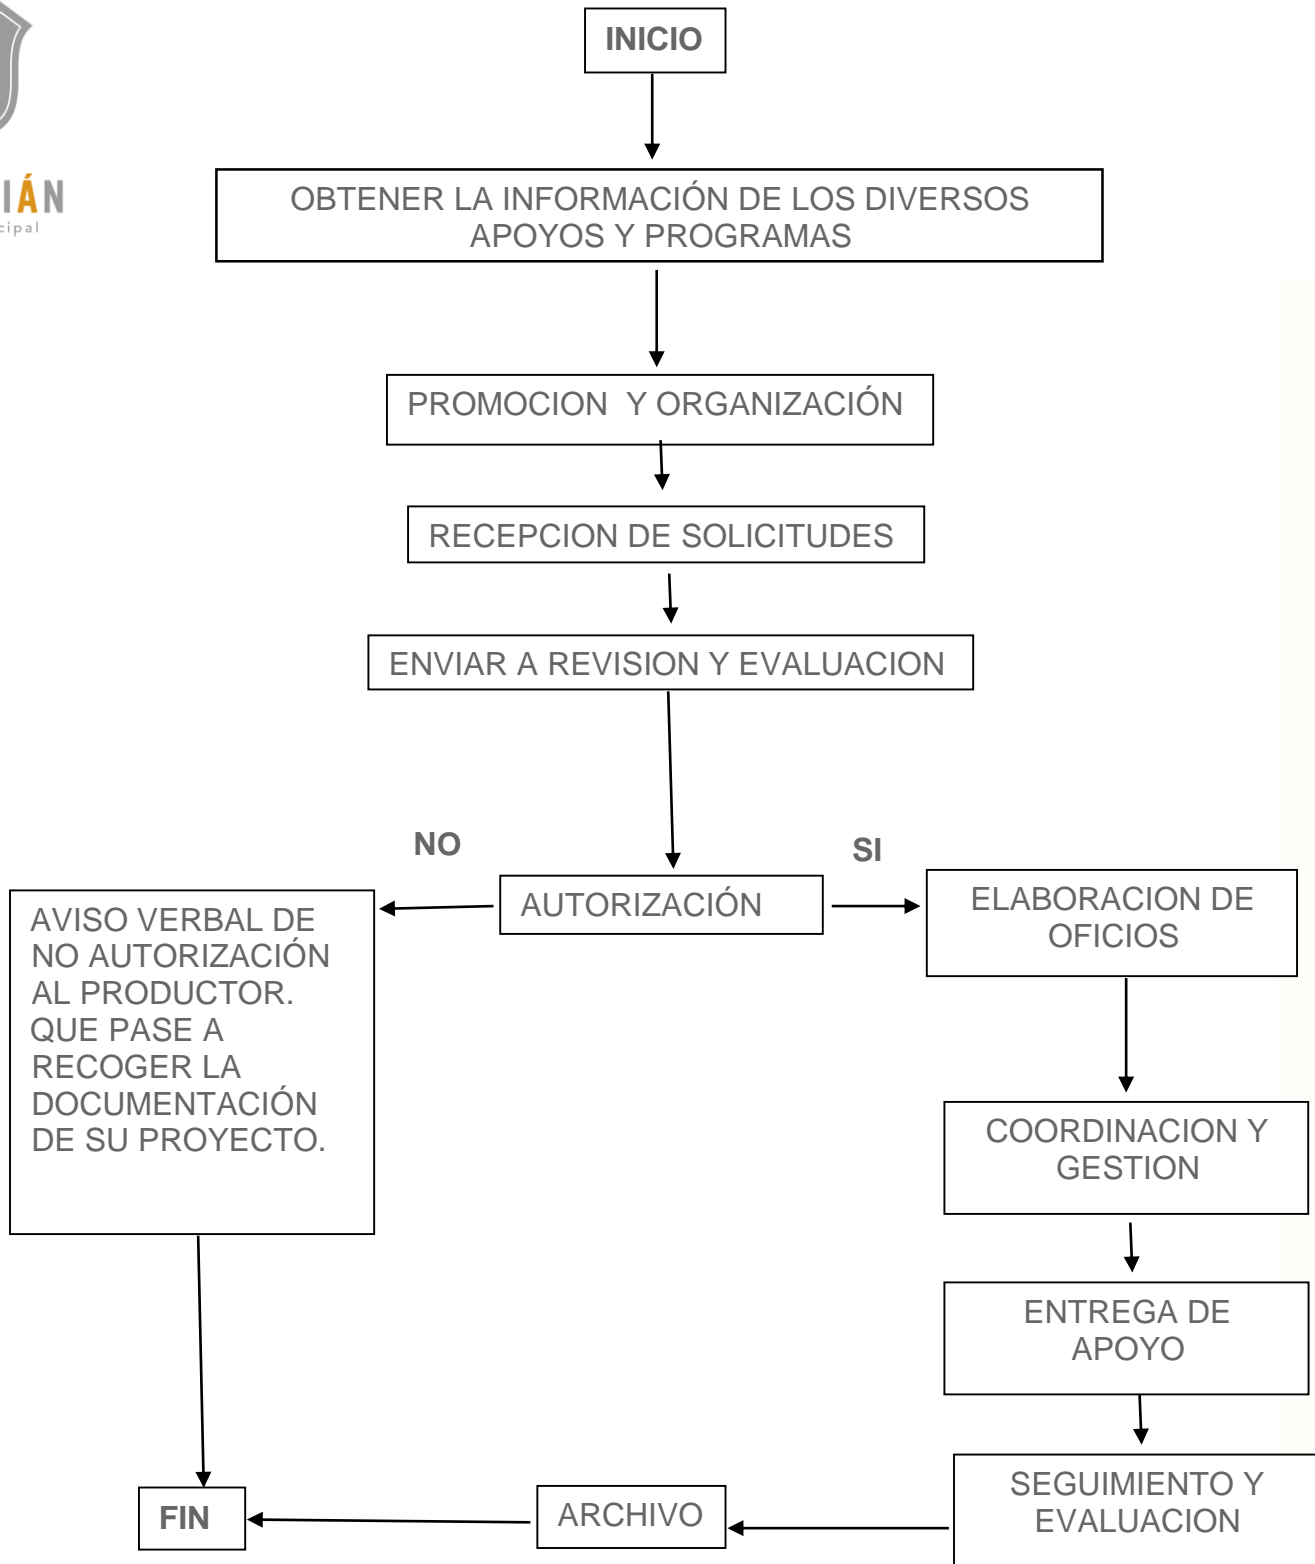 INICIO
IÁN
cipal
OBTENER LA INFORMACIÓN DE LOS DIVERSOS
APOYOS Y PROGRAMAS
PROMOCION Y ORGANIZACIÓN
RECEPCION DE SOLICITUDES
ENVIAR A REVISION Y EVALUACION
NO
SI
AUTORIZACIÓN
AVISO VERBAL DE
NO AUTORIZACIÓN
AL PRODUCTOR.
QUE PASE A
RECOGER LA
DOCUMENTACIÓN
DE SU PROYECTO.
ELABORACION DE
OFICIOS
COORDINACION Y
GESTION
ENTREGA DE
APOYO
SEGUIMIENTO Y
EVALUACION
ARCHIVO
FIN